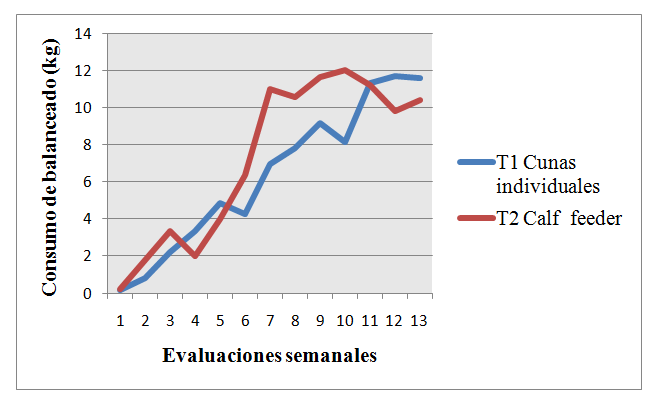 Consumo de balanceado (kg)
14
12
10
8
6
4
2
0
1 2 3 4 5 6 7 8 9 10 11 12 13
Evaluaciones semanales
T1 Cunas
individuales
T2 Calf feeder